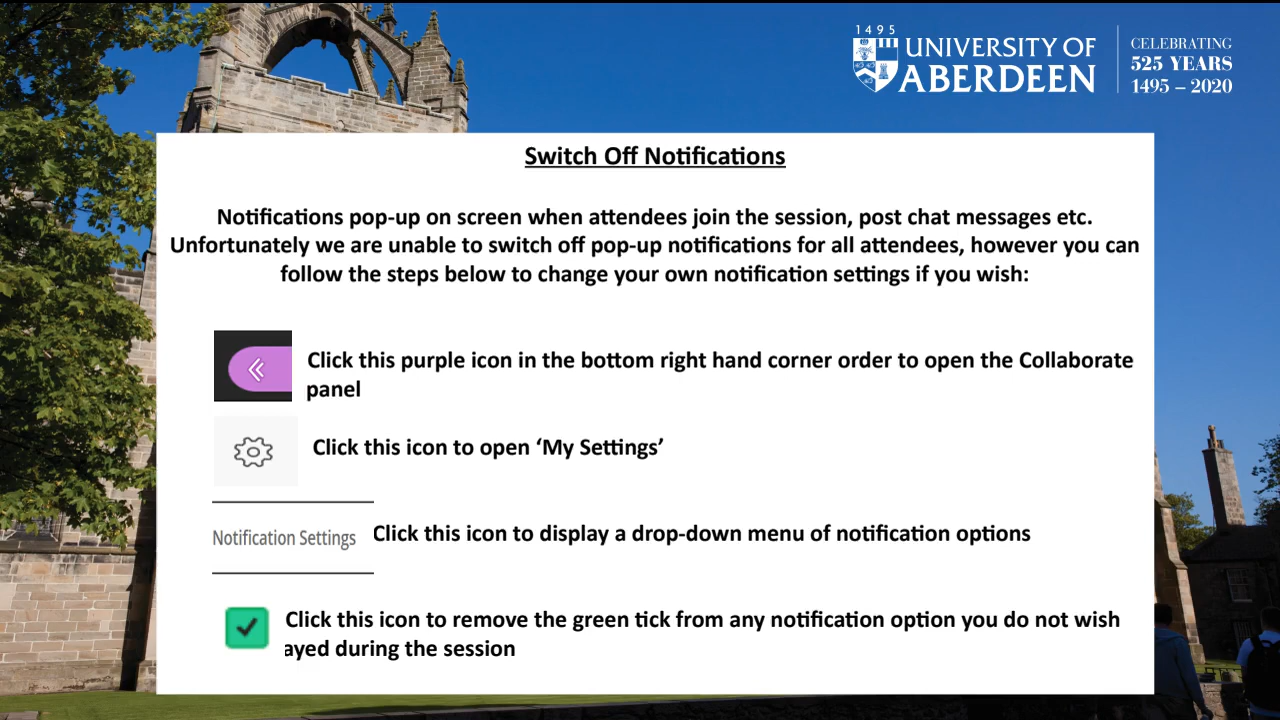 1495
UNIVERSITY OF
ABERDEEN
CELEBRATING
525 YEARS
1495 – 2020
Switch Off Notifications
Notifications pop-up on screen when attendees join the session, post chat messages etc.
Unfortunately we are unable to switch off pop-up notifications for all attendees, however you can
follow the steps below to change your own notification settings if you wish:
Click this purple icon in the bottom right hand corner order to open the Collaborate
panel
Click this icon to open ‘My Settings’
Notification Settings Click this icon to display a drop-down menu of notification options
Click this icon to remove the green tick from any notification option you do not wish
ayed during the session